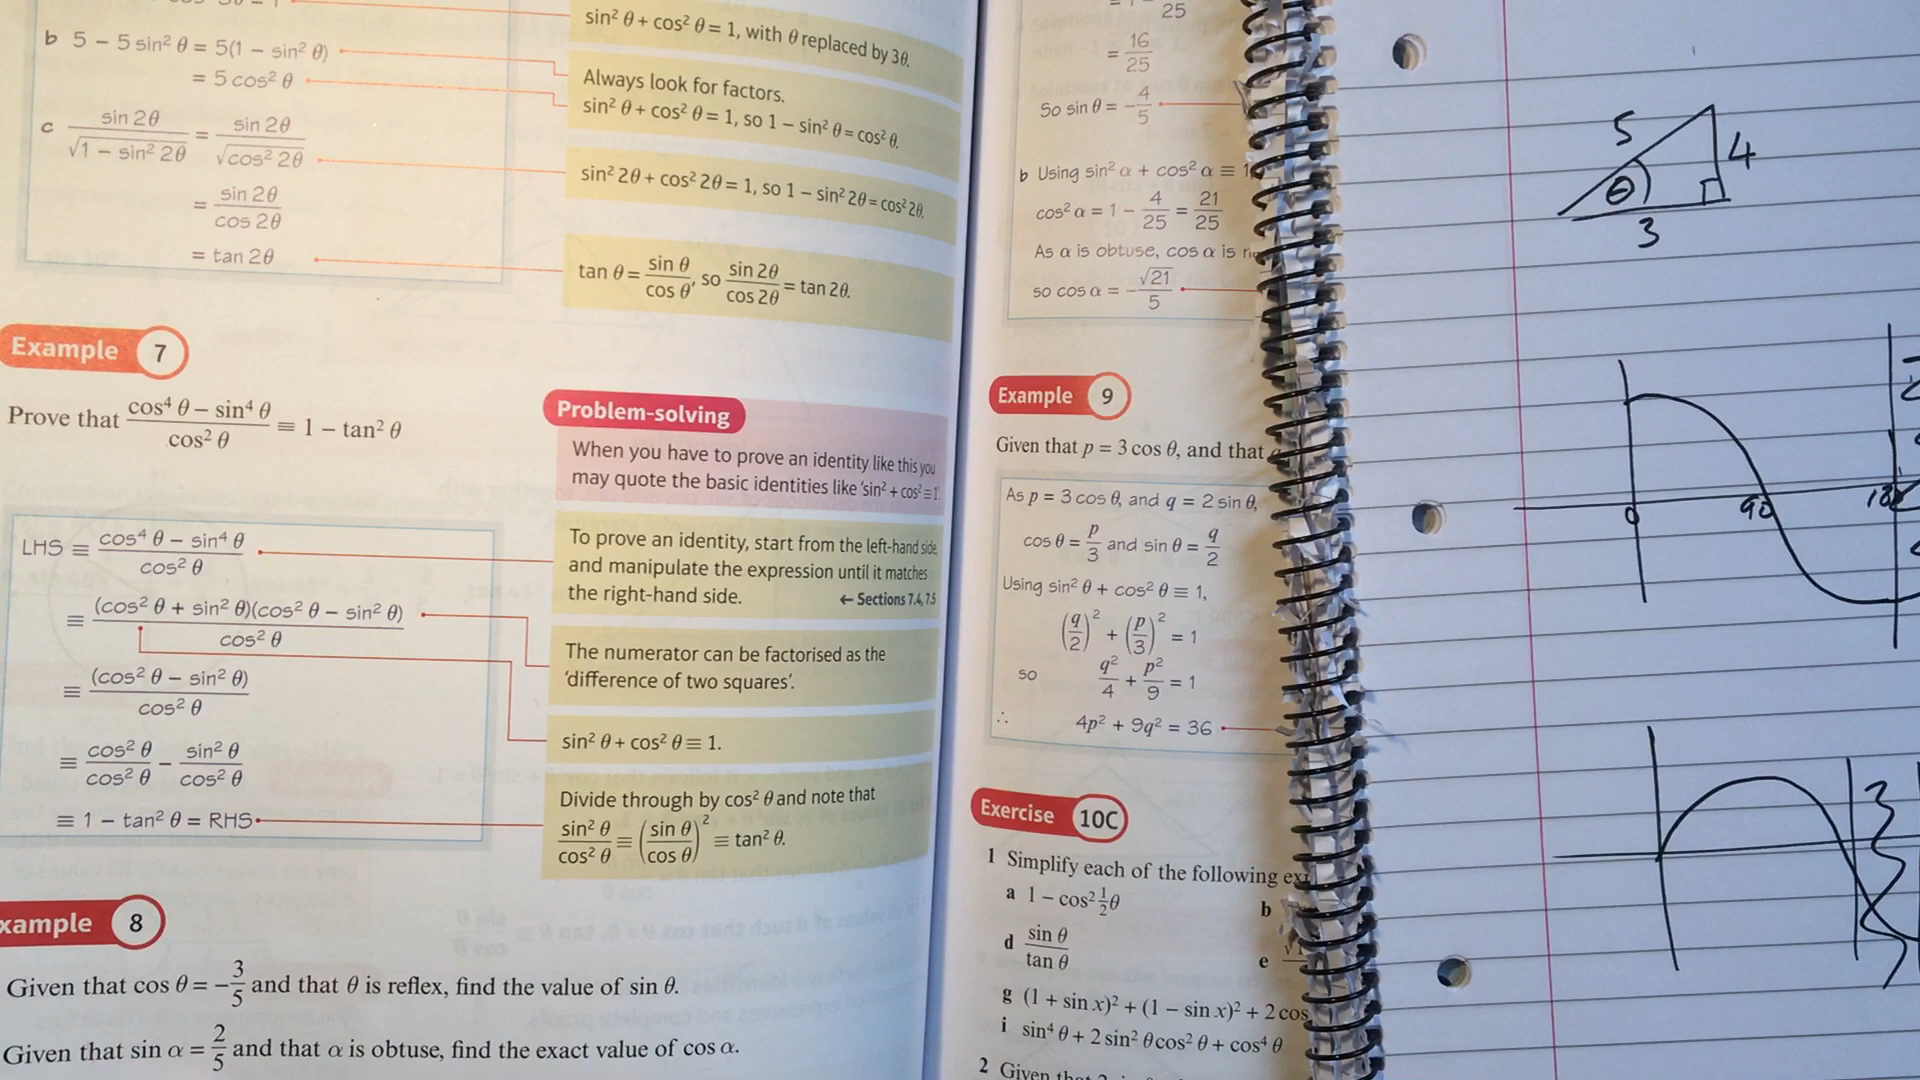 b 5 − 5 sin² θ = 5(1 − sin² θ)
= 5 cos² θ
c sin 2θ / √(1 − sin² 2θ) = sin 2θ / √(cos² 2θ)
= sin 2θ / cos 2θ
= tan 2θ
sin² θ + cos² θ = 1, with θ replaced by 3θ.
Always look for factors.
sin² θ + cos² θ = 1, so 1 − sin² θ = cos² θ.
sin² 2θ + cos² 2θ = 1, so 1 − sin² 2θ = cos² 2θ.
tan θ = sin θ / cos θ, so sin 2θ / cos 2θ = tan 2θ.
Example 7
Prove that (cos⁴ θ − sin⁴ θ) / cos² θ ≡ 1 − tan² θ
LHS ≡ (cos⁴ θ − sin⁴ θ) / cos² θ
≡ (cos² θ + sin² θ)(cos² θ − sin² θ) / cos² θ
≡ (cos² θ − sin² θ) / cos² θ
≡ cos² θ / cos² θ − sin² θ / cos² θ
≡ 1 − tan² θ = RHS
Problem-solving
When you have to prove an identity like this you
may quote the basic identities like 'sin² + cos² ≡ 1'.
To prove an identity, start from the left-hand side
and manipulate the expression until it matches
the right-hand side. ← Sections 7.4, 7.5
The numerator can be factorised as the
'difference of two squares'.
sin² θ + cos² θ ≡ 1.
Divide through by cos² θ and note that
sin² θ / cos² θ ≡ (sin θ / cos θ)² ≡ tan² θ.
xample 8
Given that cos θ = −3/5 and that θ is reflex, find the value of sin θ.
Given that sin α = 2/5 and that α is obtuse, find the exact value of cos α.
25
= 16/25
So sin θ = −4/5
b Using sin² α + cos² α ≡ 1
cos² α = 1 − 4/25 = 21/25
As α is obtuse, cos α is
so cos α = −√21/5
Example 9
Given that p = 3 cos θ, and that
As p = 3 cos θ, and q = 2 sin θ,
cos θ = p/3 and sin θ = q/2
Using sin² θ + cos² θ ≡ 1,
(q/2)² + (p/3)² = 1
so q²/4 + p²/9 = 1
∴ 4p² + 9q² = 36
Exercise 10C
1 Simplify each of the following
a 1 − cos² ½θ
b
d sin θ / tan θ
e
g (1 + sin x)² + (1 − sin x)² + 2 cos
i sin⁴ θ + 2 sin² θ cos² θ + cos⁴ θ
2 Given
5
4
θ
3
0
90